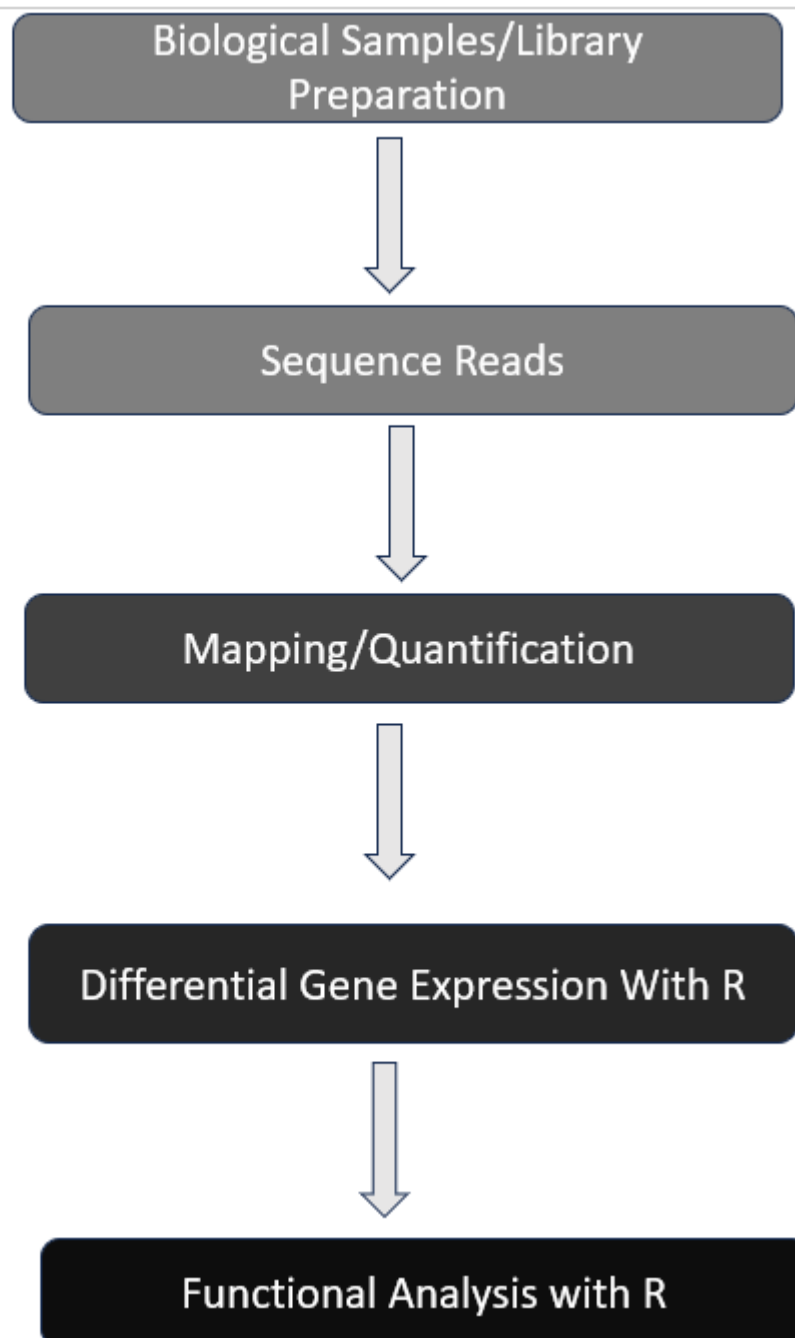 Biological Samples/Library
Preparation
Sequence Reads
Mapping/Quantification
Differential Gene Expression With R
Functional Analysis with R